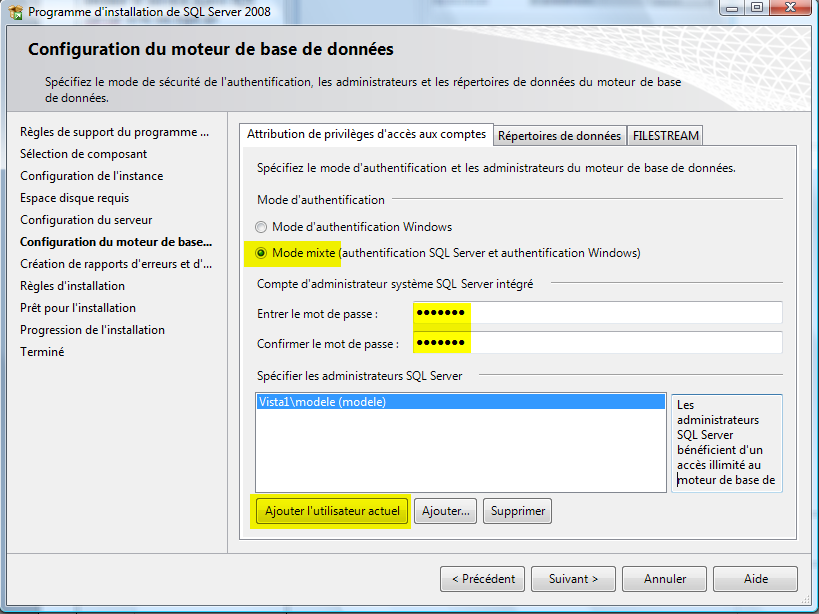 Programme d'installation de SQL Server 2008
Configuration du moteur de base de données
Spécifiez le mode de sécurité de l'authentification, les administrateurs et les répertoires de données du moteur de base
de données.
Règles de support du programme ...
Sélection de composant
Configuration de l'instance
Espace disque requis
Configuration du serveur
Configuration du moteur de base...
Création de rapports d'erreurs et d'...
Règles d'installation
Prêt pour l'installation
Progression de l'installation
Terminé
Attribution de privilèges d'accès aux comptes
Répertoires de données
FILESTREAM
Spécifiez le mode d'authentification et les administrateurs du moteur de base de données.
Mode d'authentification
Mode d'authentification Windows
Mode mixte (authentification SQL Server et authentification Windows)
Compte d'administrateur système SQL Server intégré
Entrer le mot de passe :
●●●●●●●
Confirmer le mot de passe :
●●●●●●●
Spécifier les administrateurs SQL Server
Vista1\modele (modele)
Les
administrateurs
SQL Server
bénéficient d'un
accès illimité au
moteur de base de
Ajouter l'utilisateur actuel
Ajouter...
Supprimer
< Précédent
Suivant >
Annuler
Aide